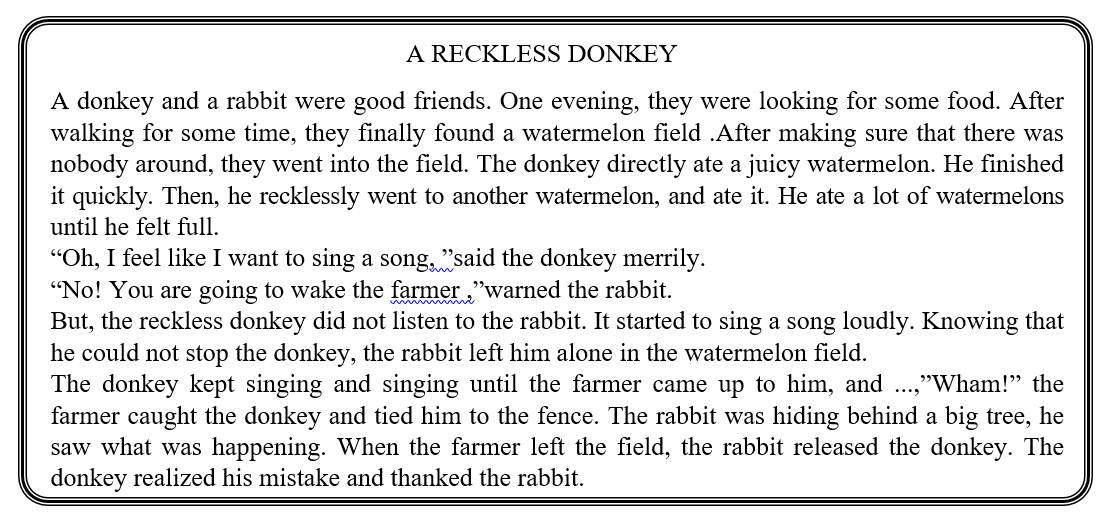 A RECKLESS DONKEY
A donkey and a rabbit were good friends. One evening, they were looking for some food. After
walking for some time, they finally found a watermelon field .After making sure that there was
nobody around, they went into the field. The donkey directly ate a juicy watermelon. He finished
it quickly. Then, he recklessly went to another watermelon, and ate it. He ate a lot of watermelons
until he felt full.
“Oh, I feel like I want to sing a song, ”said the donkey merrily.
“No! You are going to wake the farmer ,”warned the rabbit.
But, the reckless donkey did not listen to the rabbit. It started to sing a song loudly. Knowing that
he could not stop the donkey, the rabbit left him alone in the watermelon field.
The donkey kept singing and singing until the farmer came up to him, and ...,”Wham!” the
farmer caught the donkey and tied him to the fence. The rabbit was hiding behind a big tree, he
saw what was happening. When the farmer left the field, the rabbit released the donkey. The
donkey realized his mistake and thanked the rabbit.